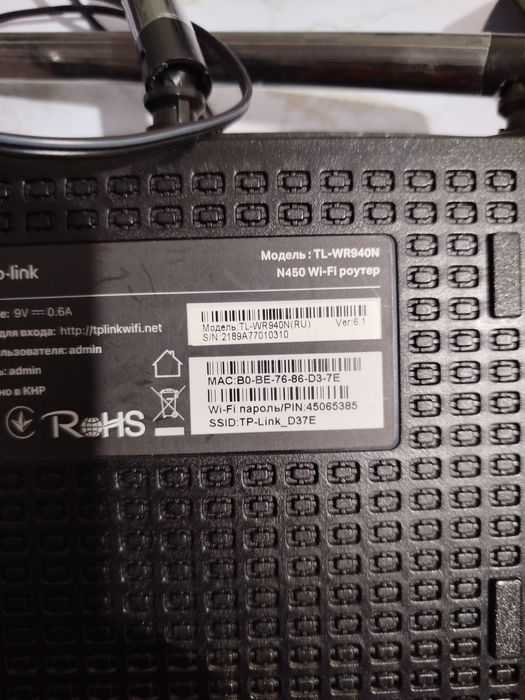 Модель : TL-WR940N
N450 Wi-Fi роутер
-link
9V⎓0.6A
для входа: http://tplinkwifi.net
admin
admin
в КНР
Модель:TL-WR940N(RU) Ver:6.1
S/N:2189A77010310
MAC:B0-BE-76-86-D3-7E
Wi-Fi пароль/PIN:45065385
SSID:TP-Link_D37E
RoHS